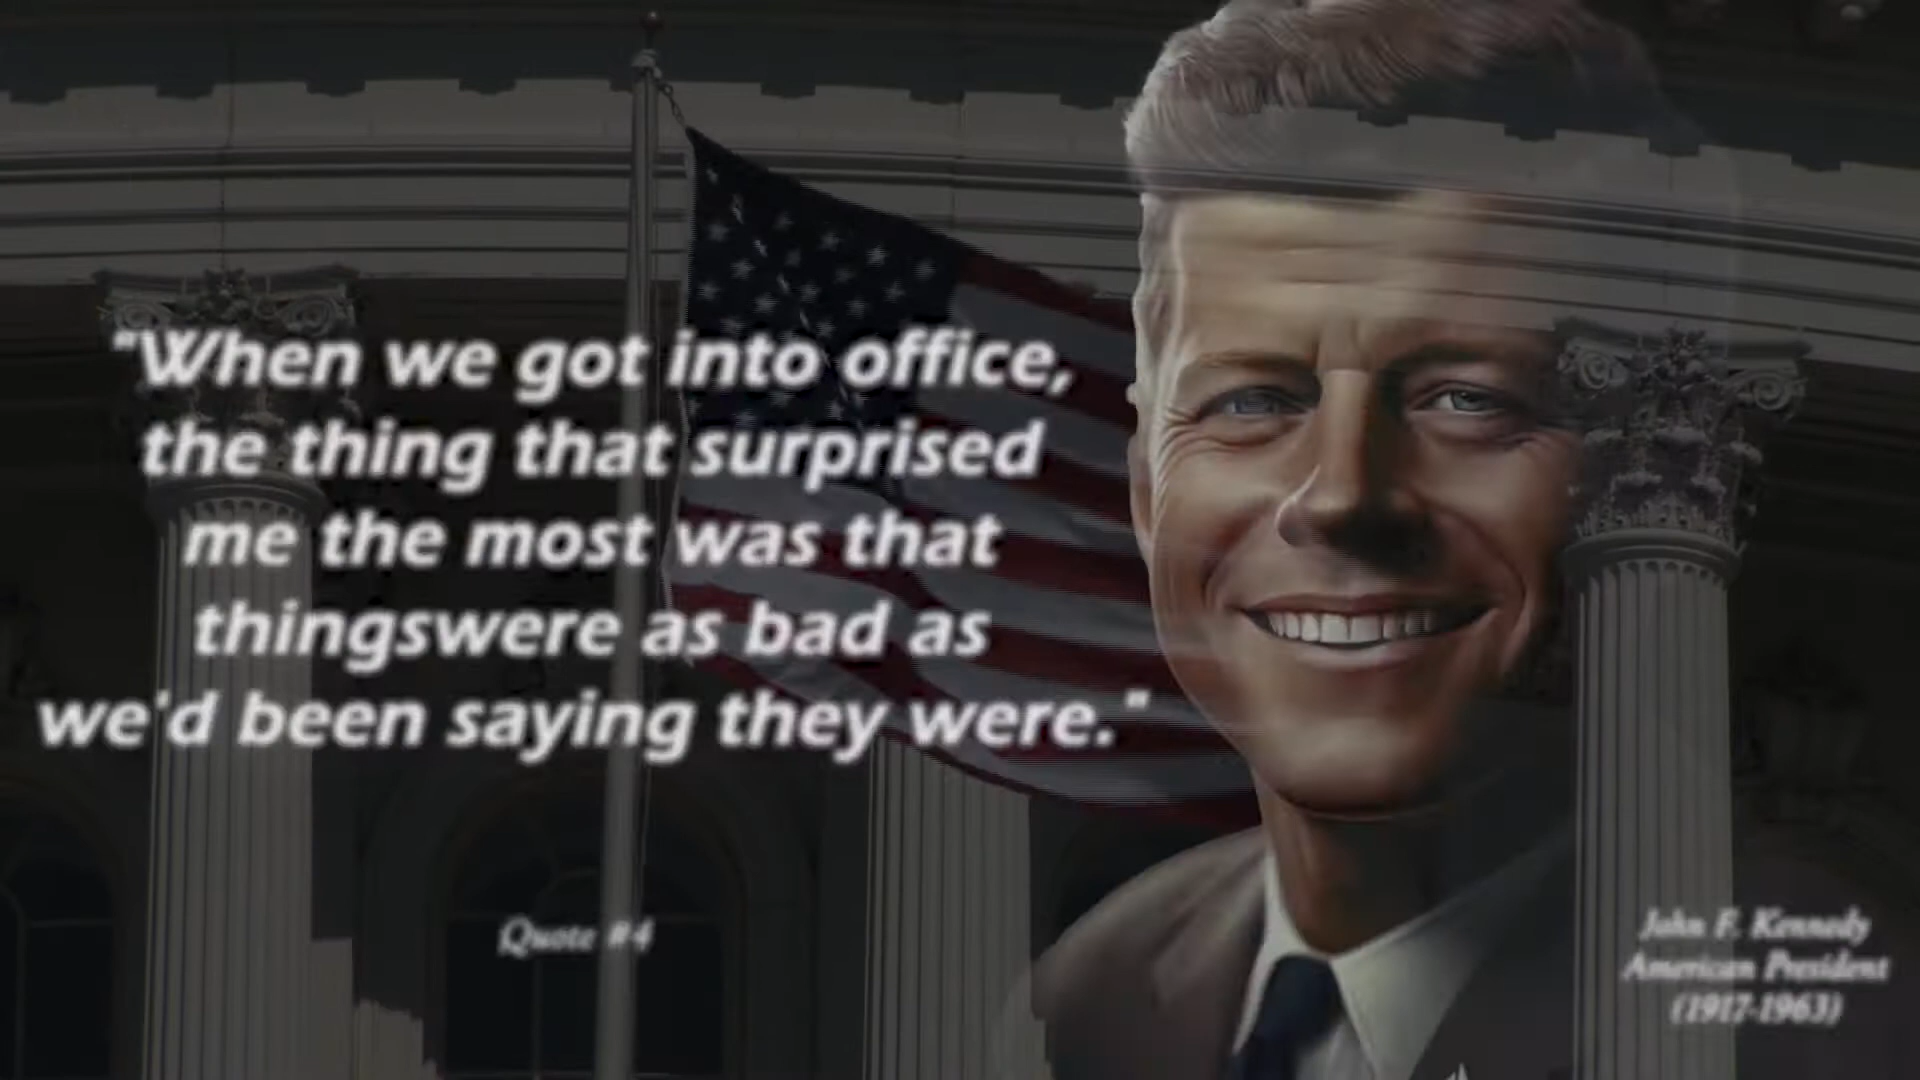 "When we got into office,
the thing that surprised
me the most was that
thingswere as bad as
we'd been saying they were."
Quote #4
John F. Kennedy
American President
(1917-1963)